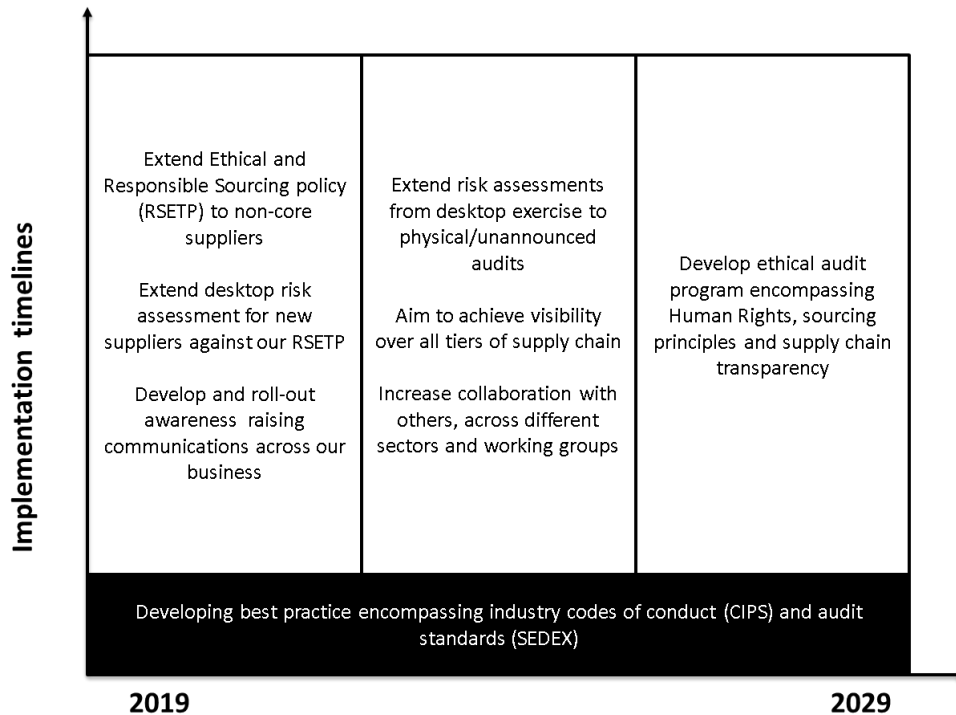 Implementation timelines
Extend Ethical and
Responsible Sourcing policy
(RSETP) to non-core
suppliers
Extend desktop risk
assessment for new
suppliers against our RSETP
Develop and roll-out
awareness raising
communications across our
business
Extend risk assessments
from desktop exercise to
physical/unannounced
audits
Aim to achieve visibility
over all tiers of supply chain
Increase collaboration with
others, across different
sectors and working groups
Develop ethical audit
program encompassing
Human Rights, sourcing
principles and supply chain
transparency
Developing best practice encompassing industry codes of conduct (CIPS) and audit
standards (SEDEX)
2019
2029